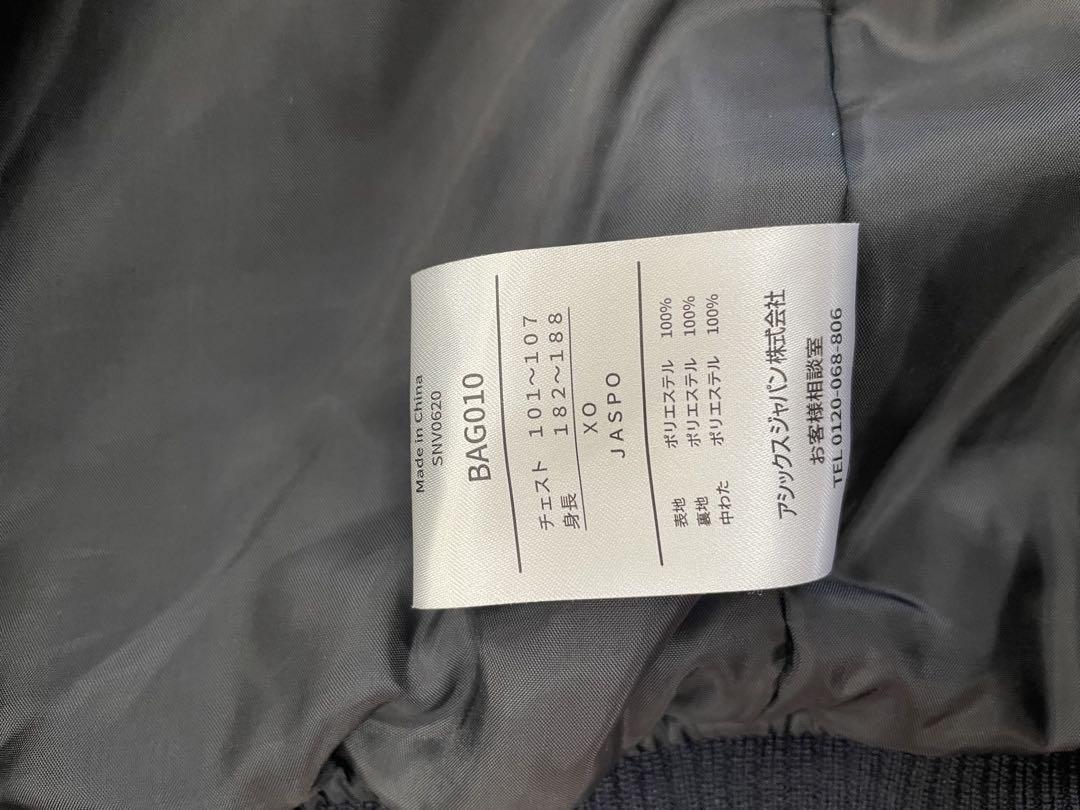 Made in China
SNV0620
BAG010
チェスト １０１〜１０７
身長 １８２〜１８８
ＸＯ
ＪＡＳＰＯ
表地 ポリエステル 100%
裏地 ポリエステル 100%
中わた ポリエステル 100%
アシックスジャパン株式会社
お客様相談室
TEL 0120-068-806